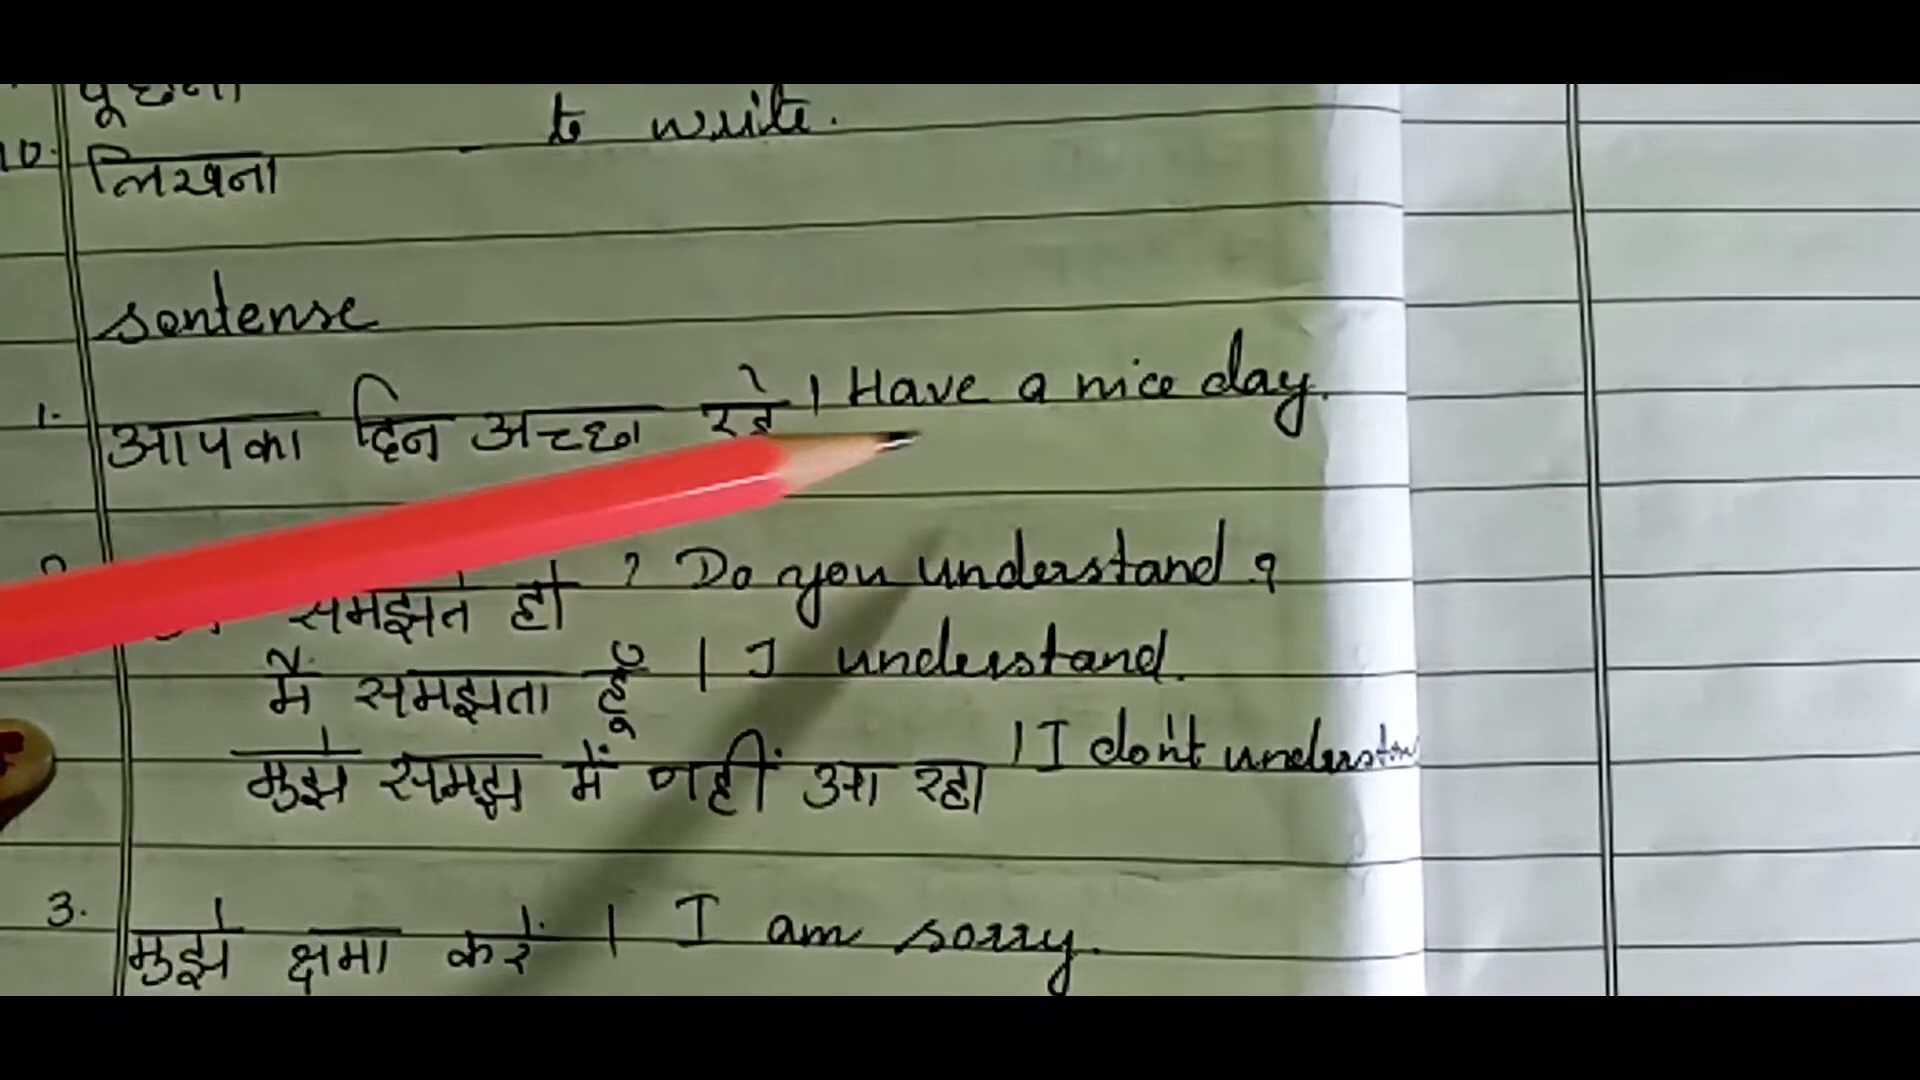 पूछना
to write.
10. लिखना
sentense
1. आपका दिन अच्छा रहे। Have a nice day.
समझते हो ? Do you understand ?
मैं समझता हूँ । I understand.
मुझे समझ में नहीं आ रहा । I don't
3. मुझे क्षमा करें । I am sorry.